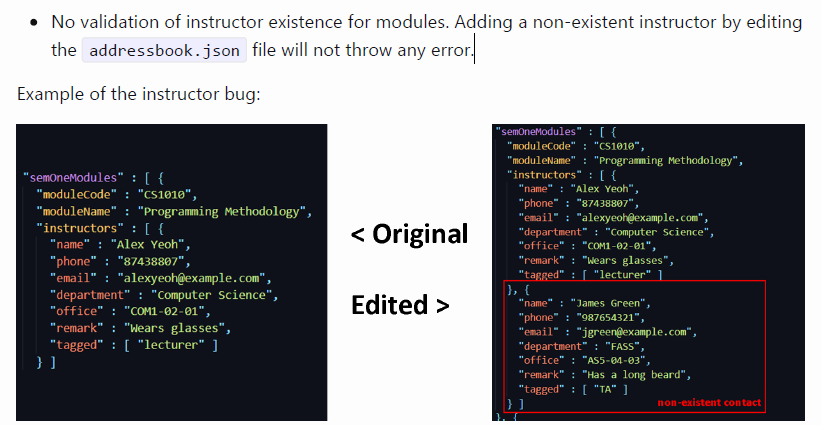 • No validation of instructor existence for modules. Adding a non-existent instructor by editing
the addressbook.json file will not throw any error.
Example of the instructor bug:
"semOneModules" : [ {
"moduleCode" : "CS1010",
"moduleName" : "Programming Methodology",
"instructors" : [ {
"name" : "Alex Yeoh",
"phone" : "87438807",
"email" : "alexyeoh@example.com",
"department" : "Computer Science",
"office" : "COM1-02-01",
"remark" : "Wears glasses",
"tagged" : [ "lecturer" ]
} ]
< Original
Edited >
"semOneModules" : [ {
"moduleCode" : "CS1010",
"moduleName" : "Programming Methodology",
"instructors" : [ {
"name" : "Alex Yeoh",
"phone" : "87438807",
"email" : "alexyeoh@example.com",
"department" : "Computer Science",
"office" : "COM1-02-01",
"remark" : "Wears glasses",
"tagged" : [ "lecturer" ]
}, {
"name" : "James Green",
"phone" : "987654321",
"email" : "jgreen@example.com",
"department" : "FASS",
"office" : "AS5-04-03",
"remark" : "Has a long beard",
"tagged" : [ "TA" ]
} ]
non-existent contact
}, {